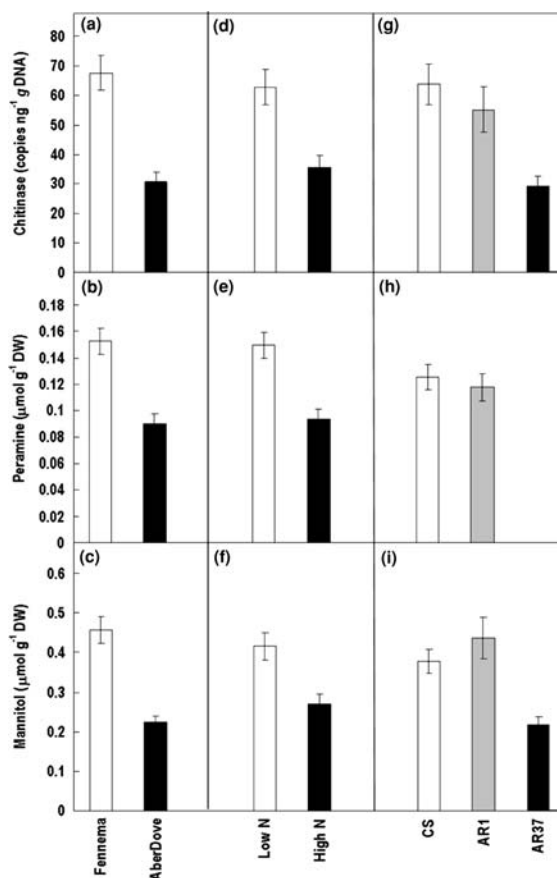 (a)
(d)
(g)
Chitinase (copies ng⁻¹ g DNA)
80
70
60
50
40
30
20
10
0
(b)
(e)
(h)
Peramine (μmol g⁻¹ DW)
0.18
0.16
0.14
0.12
0.1
0.08
0.06
0.04
0.02
0
(c)
(f)
(i)
Mannitol (μmol g⁻¹ DW)
0.6
0.5
0.4
0.3
0.2
0.1
0
Fennema
AberDove
Low N
High N
CS
AR1
AR37